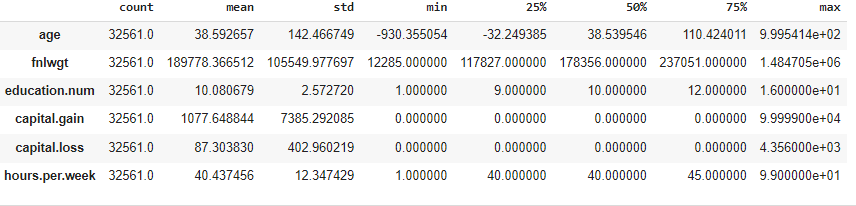 count mean std min 25% 50% 75% max
age 32561.0 38.592657 142.466749 -930.355054 -32.249385 38.539546 110.424011 9.995414e+02
fnlwgt 32561.0 189778.366512 105549.977697 12285.000000 117827.000000 178356.000000 237051.000000 1.484705e+06
education.num 32561.0 10.080679 2.572720 1.000000 9.000000 10.000000 12.000000 1.600000e+01
capital.gain 32561.0 1077.648844 7385.292085 0.000000 0.000000 0.000000 0.000000 9.999900e+04
capital.loss 32561.0 87.303830 402.960219 0.000000 0.000000 0.000000 0.000000 4.356000e+03
hours.per.week 32561.0 40.437456 12.347429 1.000000 40.000000 40.000000 45.000000 9.900000e+01